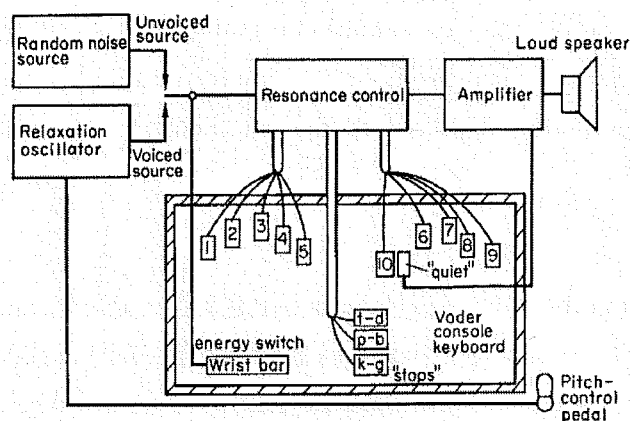 Unvoiced
source
Random noise
source
Relaxation
oscillator
Voiced
source
Resonance control
Amplifier
Loud speaker
1
2
3
4
5
10
6
7
8
9
"quiet"
t-d
p-b
k-g
"stops"
energy switch
Wrist bar
Voder
console
keyboard
Pitch-
control
pedal